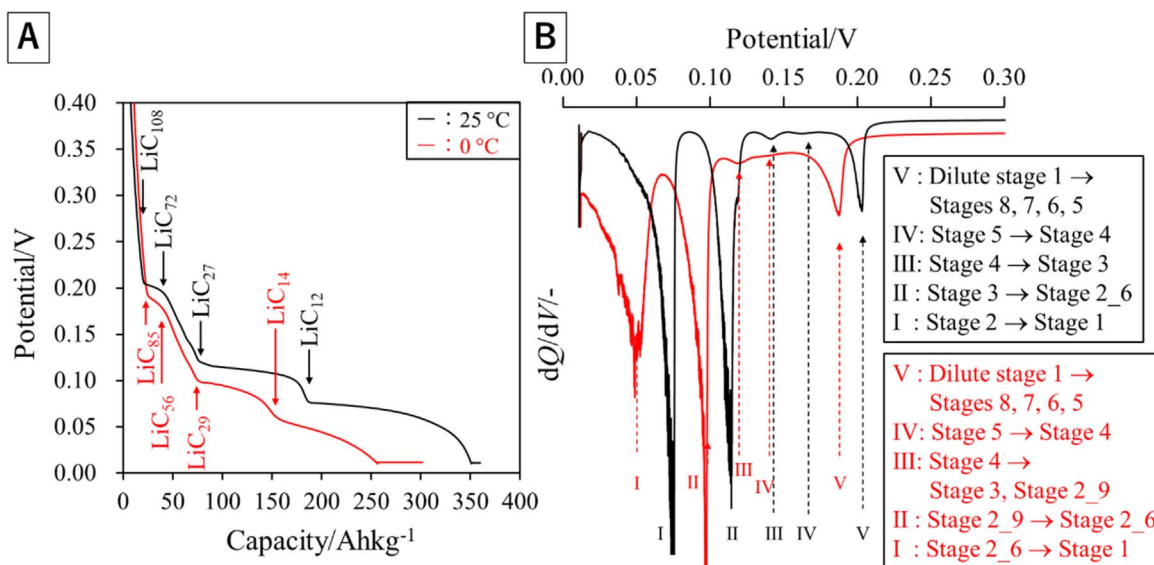 A
0.40
0.35
0.30
0.25
0.20
0.15
0.10
0.05
0.00
Potential/V
0 50 100 150 200 250 300 350 400
Capacity/Ahkg⁻¹
: 25 °C
: 0 °C
LiC₁₀₈
LiC₇₂
LiC₂₇
LiC₁₄
LiC₁₂
LiC₈₅
LiC₅₆
LiC₂₉
B
Potential/V
0.00 0.05 0.10 0.15 0.20 0.25 0.30
dQ/dV/-
I II III IV V
I II III IV V
V : Dilute stage 1 →
Stages 8, 7, 6, 5
IV: Stage 5 → Stage 4
III: Stage 4 → Stage 3
II : Stage 3 → Stage 2_6
I : Stage 2 → Stage 1
V : Dilute stage 1 →
Stages 8, 7, 6, 5
IV: Stage 5 → Stage 4
III: Stage 4 →
Stage 3, Stage 2_9
II : Stage 2_9 → Stage 2_6
I : Stage 2_6 → Stage 1